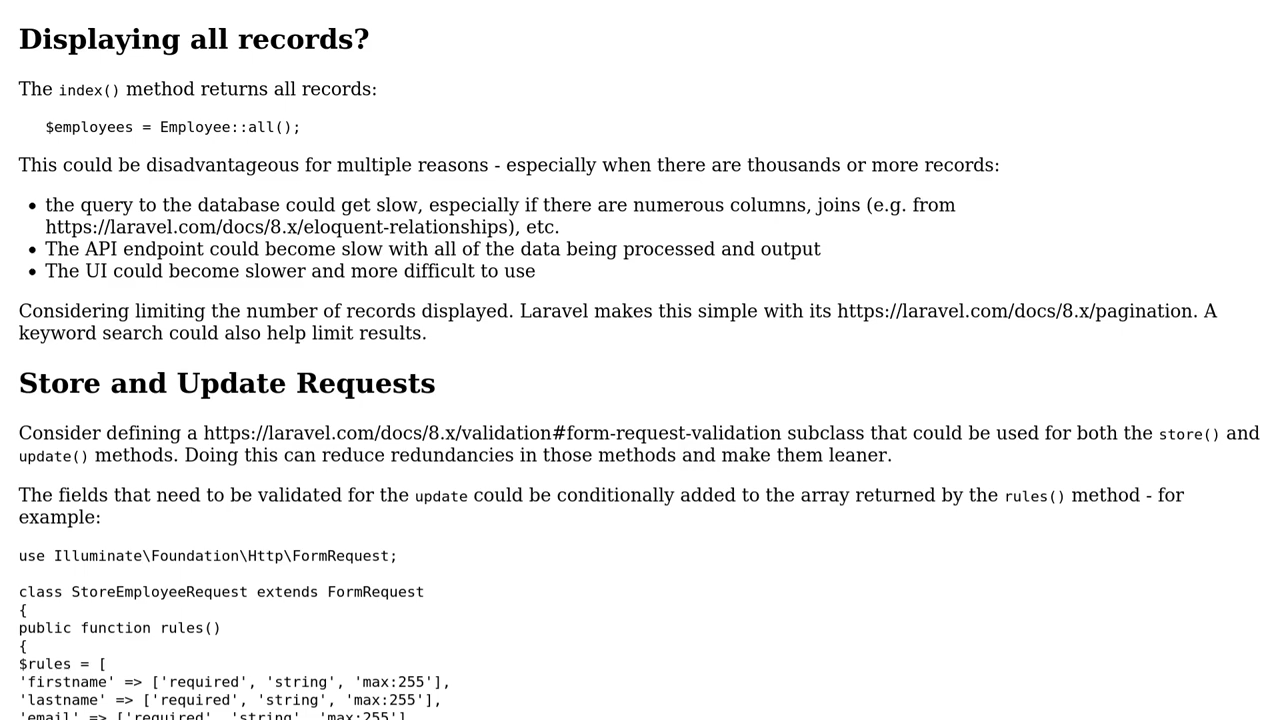 Displaying all records?
The index() method returns all records:
$employees = Employee::all();
This could be disadvantageous for multiple reasons - especially when there are thousands or more records:
• the query to the database could get slow, especially if there are numerous columns, joins (e.g. from
https://laravel.com/docs/8.x/eloquent-relationships), etc.
• The API endpoint could become slow with all of the data being processed and output
• The UI could become slower and more difficult to use
Considering limiting the number of records displayed. Laravel makes this simple with its https://laravel.com/docs/8.x/pagination. A
keyword search could also help limit results.
Store and Update Requests
Consider defining a https://laravel.com/docs/8.x/validation#form-request-validation subclass that could be used for both the store() and
update() methods. Doing this can reduce redundancies in those methods and make them leaner.
The fields that need to be validated for the update could be conditionally added to the array returned by the rules() method - for
example:
use Illuminate\Foundation\Http\FormRequest;
class StoreEmployeeRequest extends FormRequest
{
public function rules()
{
$rules = [
'firstname' => ['required', 'string', 'max:255'],
'lastname' => ['required', 'string', 'max:255'],
'email' => ['required', 'string', 'max:255'],